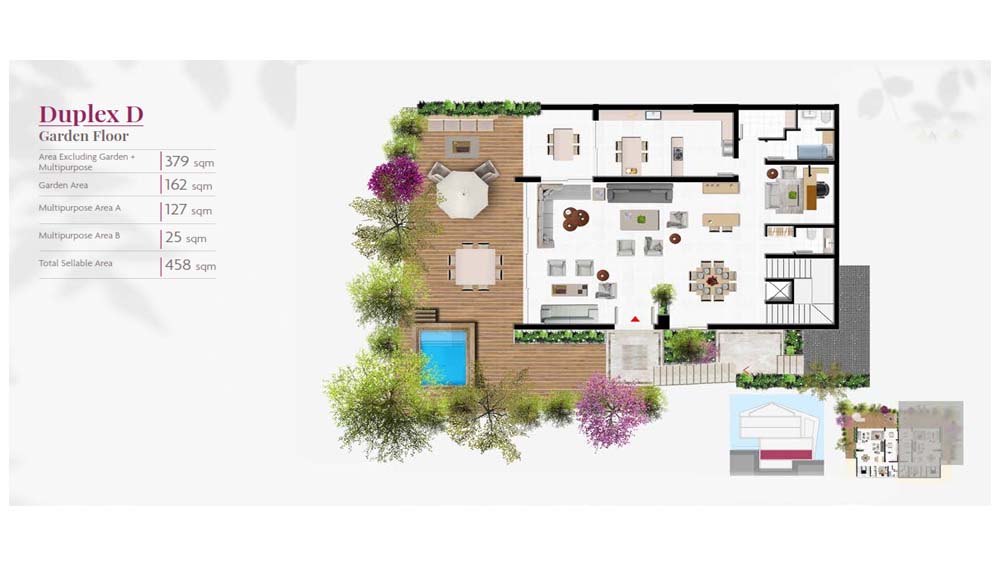 Duplex D
Garden Floor
Area Excluding Garden +
Multipurpose
379 sqm
Garden Area
162 sqm
Multipurpose Area A
127 sqm
Multipurpose Area B
25 sqm
Total Sellable Area
458 sqm